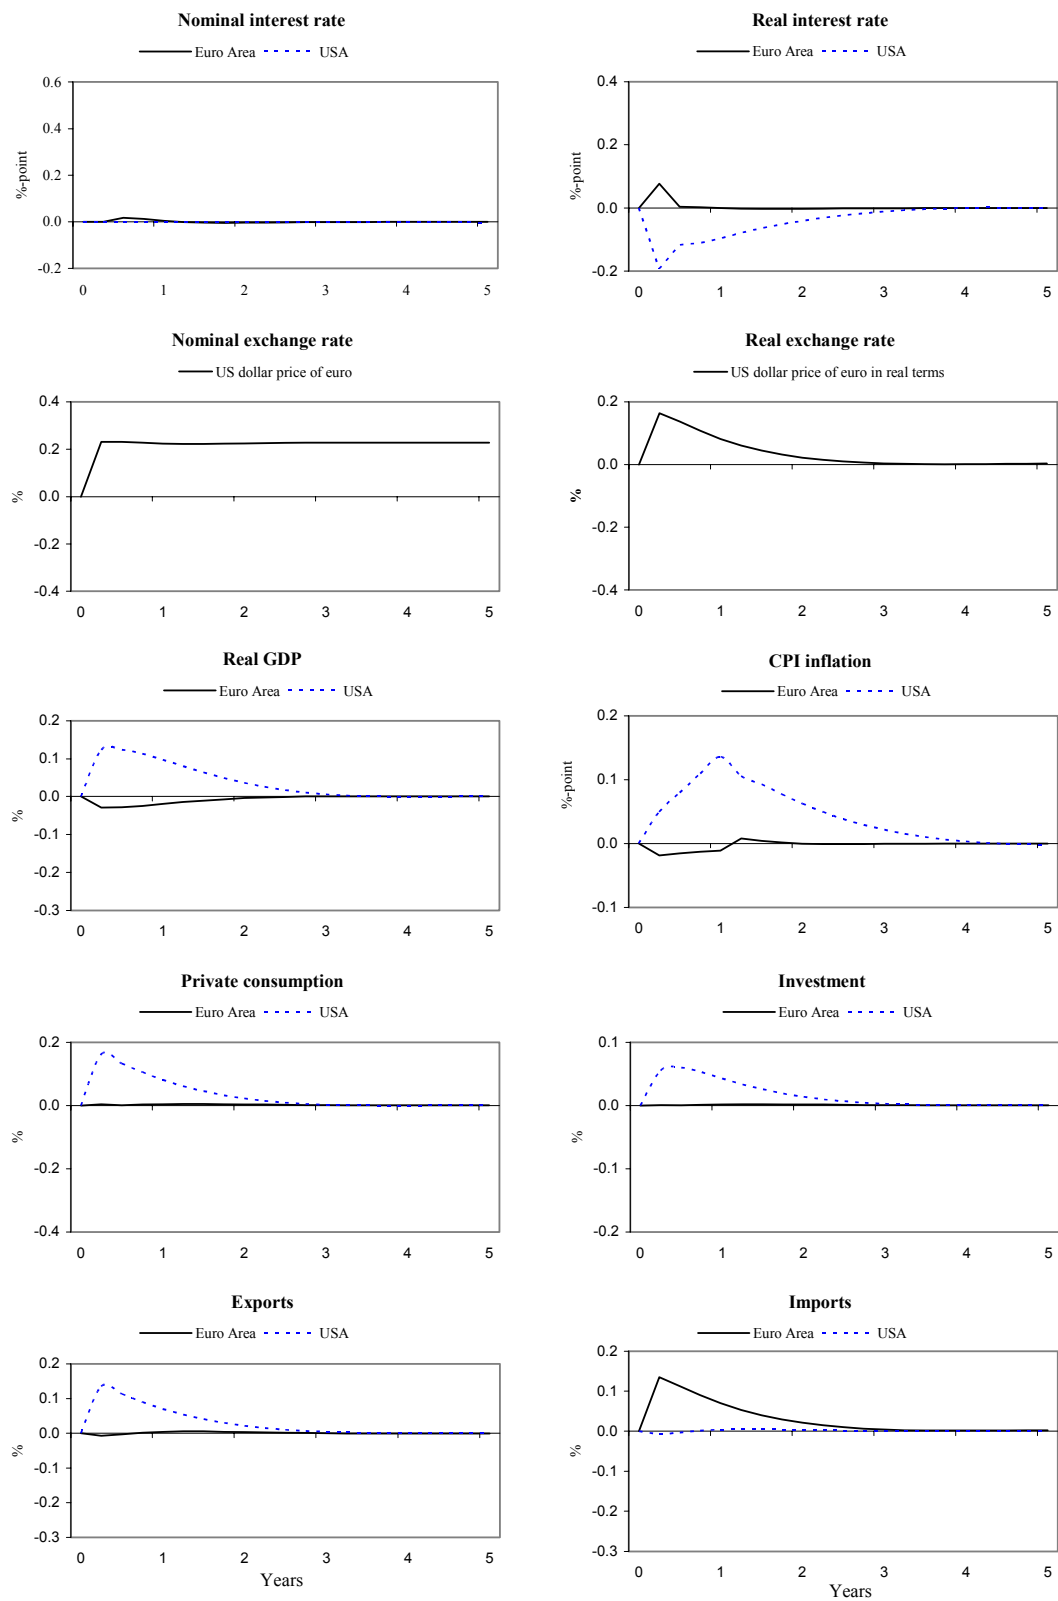 Nominal interest rate
Euro Area USA
0.6
0.4
0.2
0.0
-0.2
%-point
0 1 2 3 4 5
Real interest rate
Euro Area USA
0.4
0.2
0.0
-0.2
%-point
0 1 2 3 4 5
Nominal exchange rate
US dollar price of euro
0.4
0.2
0.0
-0.2
-0.4
%
0 1 2 3 4 5
Real exchange rate
US dollar price of euro in real terms
0.2
0.0
-0.2
-0.4
%
0 1 2 3 4 5
Real GDP
Euro Area USA
0.2
0.1
0.0
-0.1
-0.2
-0.3
%
0 1 2 3 4 5
CPI inflation
Euro Area USA
0.2
0.1
0.0
-0.1
%-point
0 1 2 3 4 5
Private consumption
Euro Area USA
0.2
0.0
-0.2
-0.4
%
0 1 2 3 4 5
Investment
Euro Area USA
0.1
0.0
-0.1
-0.2
%
0 1 2 3 4 5
Exports
Euro Area USA
0.2
0.1
0.0
-0.1
-0.2
-0.3
%
0 1 2 3 4 5
Years
Imports
Euro Area USA
0.2
0.1
0.0
-0.1
-0.2
-0.3
%
0 1 2 3 4 5
Years